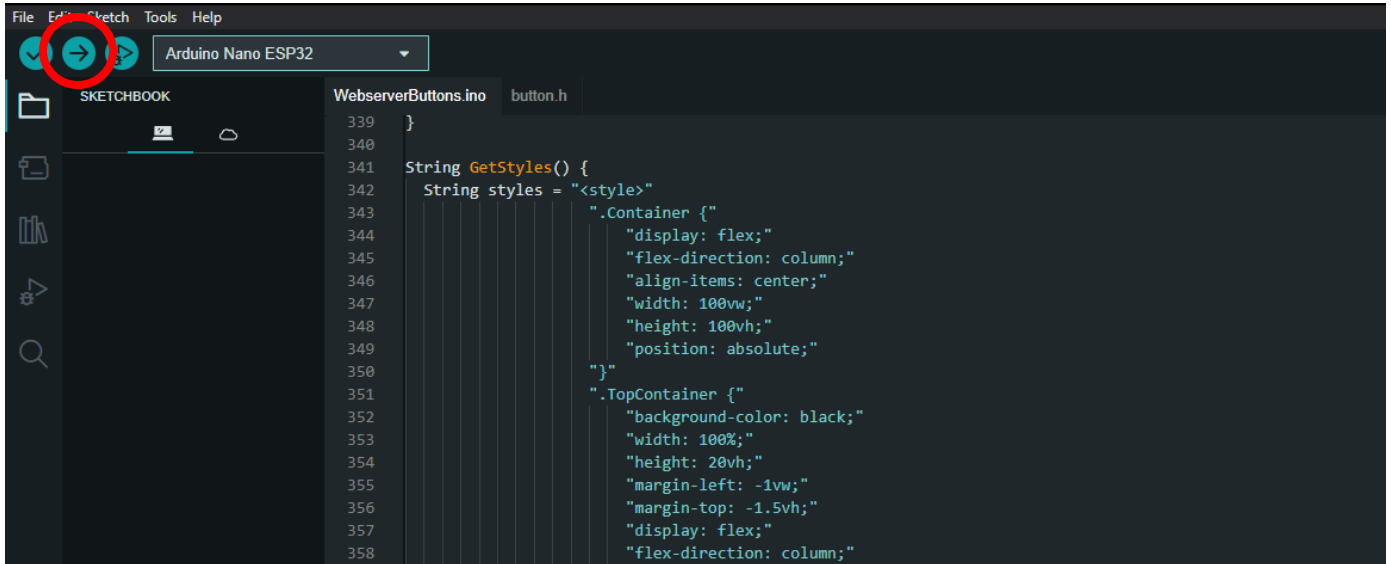 File Edit Sketch Tools Help
Arduino Nano ESP32
SKETCHBOOK
WebserverButtons.ino button.h
339 }
340
341 String GetStyles() {
342 String styles = "<style>"
343 ".Container {"
344 "display: flex;"
345 "flex-direction: column;"
346 "align-items: center;"
347 "width: 100vw;"
348 "height: 100vh;"
349 "position: absolute;"
350 "}"
351 ".TopContainer {"
352 "background-color: black;"
353 "width: 100%;"
354 "height: 20vh;"
355 "margin-left: -1vw;"
356 "margin-top: -1.5vh;"
357 "display: flex;"
358 "flex-direction: column;"